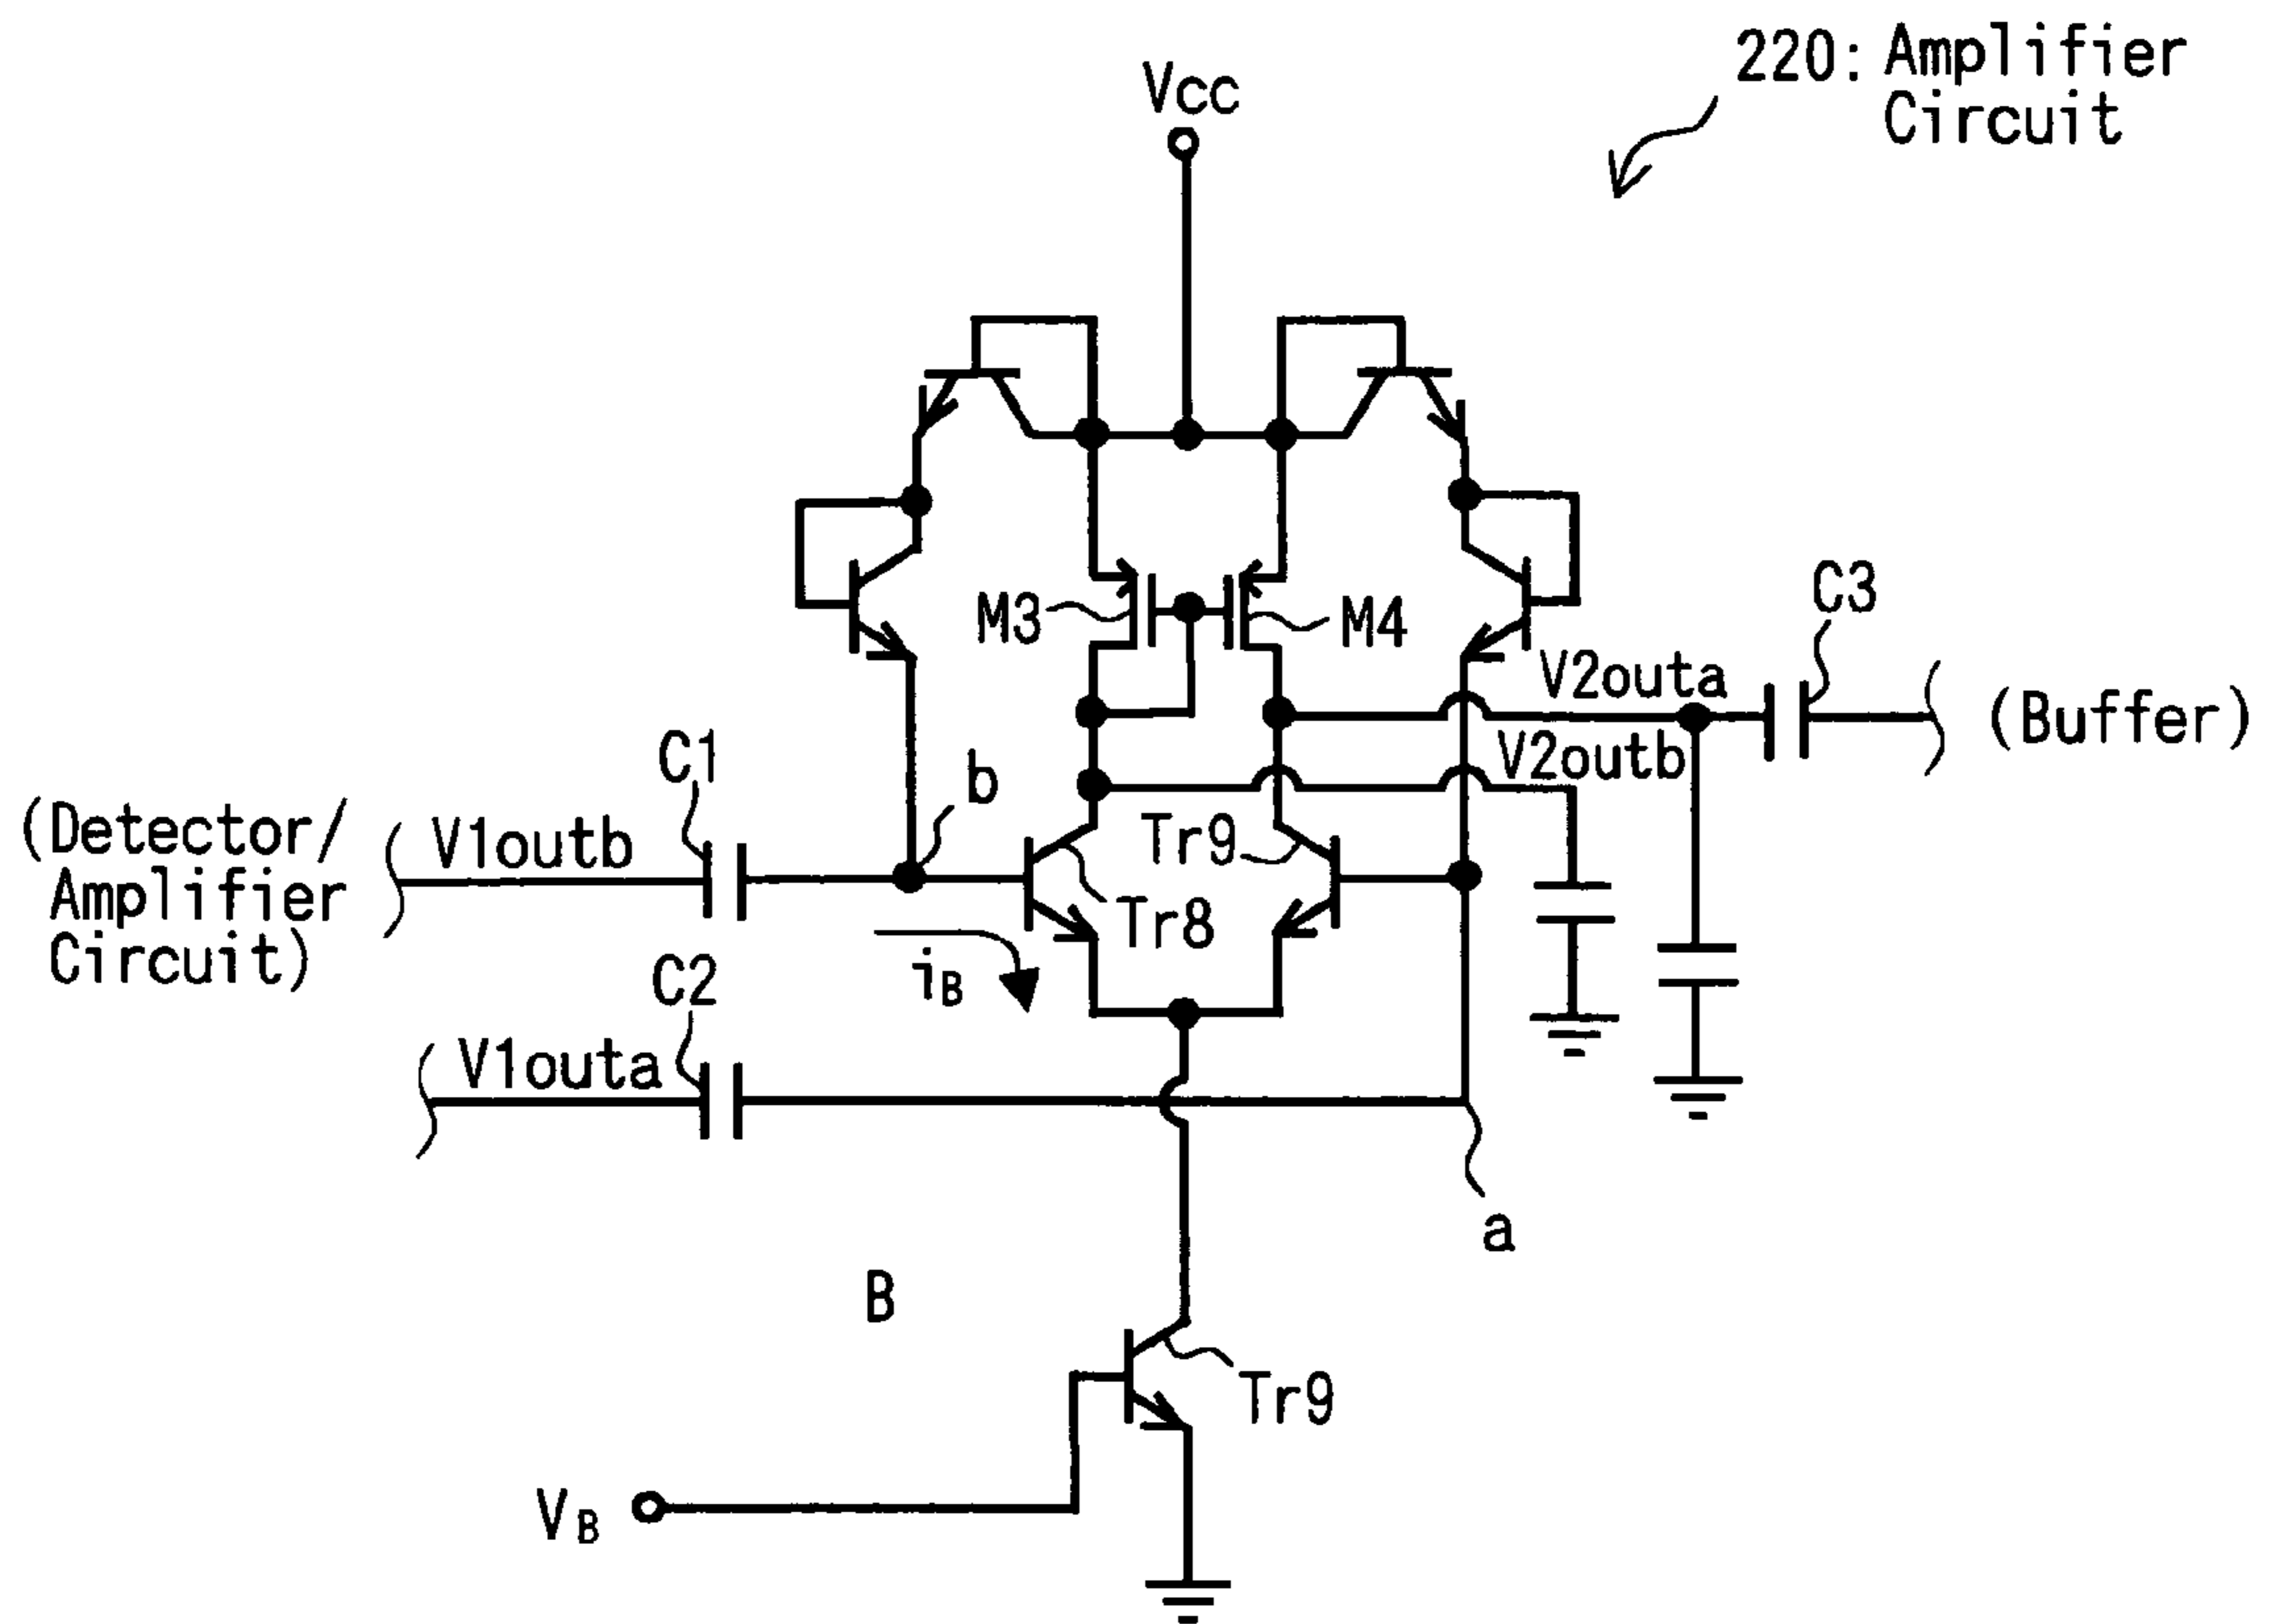 220: Amplifier
Circuit
Vcc
M3
M4
C3
V2outa
(Buffer)
V2outb
C1
b
(Detector/
Amplifier
Circuit)
V1outb
Tr9
Tr8
iB
C2
V1outa
a
B
Tr9
VB